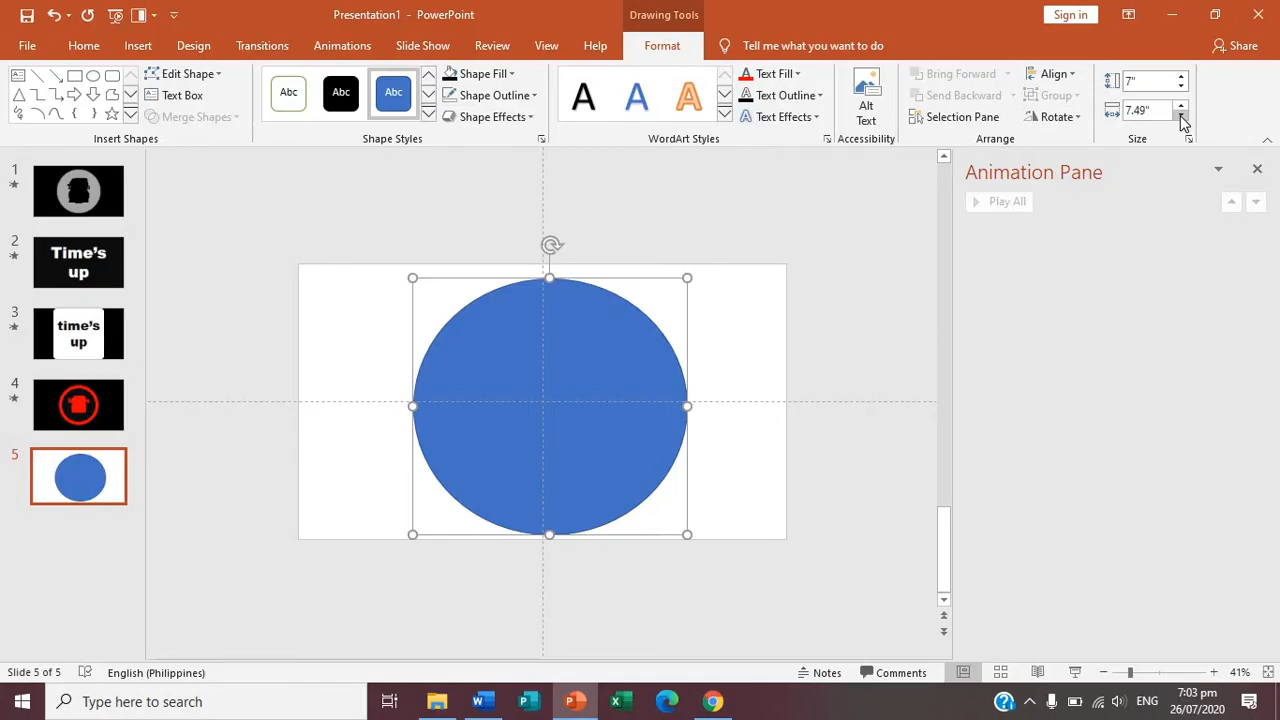 Presentation1 - PowerPoint
Drawing Tools
Sign in
File
Home
Insert
Design
Transitions
Animations
Slide Show
Review
View
Help
Format
Tell me what you want to do
Share
Edit Shape
Text Box
Merge Shapes
Insert Shapes
Abc
Abc
Abc
Shape Fill
Shape Outline
Shape Effects
Shape Styles
A
A
A
Text Fill
Text Outline
Text Effects
WordArt Styles
Alt
Text
Accessibility
Bring Forward
Send Backward
Selection Pane
Align
Group
Rotate
Arrange
7"
7.49"
Size
1
2
Time's
up
3
time's
up
4
5
Animation Pane
Play All
Slide 5 of 5
English (Philippines)
Notes
Comments
41%
Type here to search
ENG
7:03 pm
26/07/2020